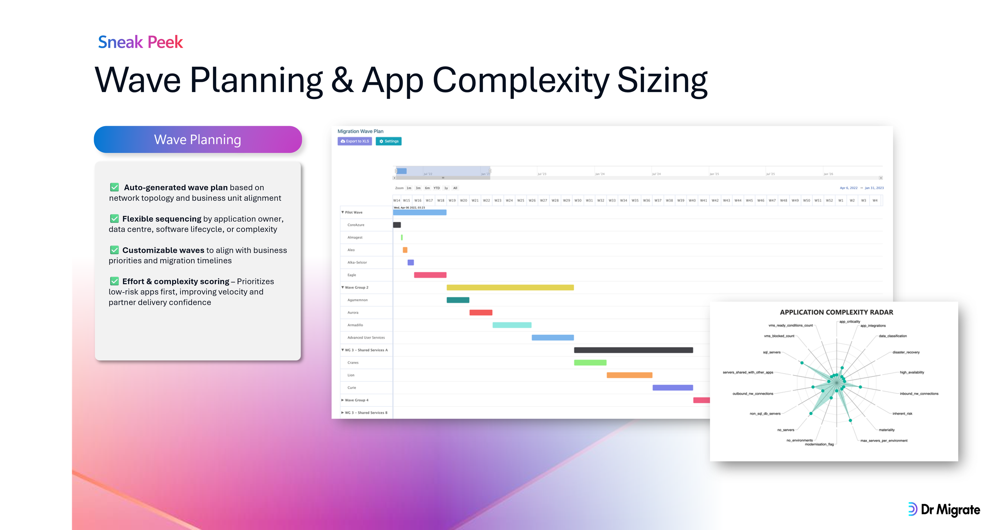 Sneak Peek
Wave Planning & App Complexity Sizing
Wave Planning
✅ Auto-generated wave plan based on
network topology and business unit alignment
✅ Flexible sequencing by application owner,
data centre, software lifecycle, or complexity
✅ Customizable waves to align with business
priorities and migration timelines
✅ Effort & complexity scoring – Prioritizes
low-risk apps first, improving velocity and
partner delivery confidence
Migration Wave Plan
Export to XLS Settings
Jul '22 Jan '23 Jul '23 Jan '24 Jul '24 Jan '25 Jul '25 Jan '26
Zoom 1m 3m 6m YTD 1y All Apr 6, 2022 → Jan 31, 2023
W14 W15 W16 W17 W18 W19 W20 W21 W22 W23 W24 W25 W26 W27 W28 W29 W30 W31 W32 W33 W34 W35 W36 W37 W38 W39 W40 W41 W42 W43 W44 W45 W46 W47 W48 W49 W50 W51 W52 W1 W2 W3 W4
Wed, Apr 06 2022, 03:23
▼ Pilot Wave
CoreAzure
Almagest
Aleo
Alka-Selsior
Eagle
▼ Wave Group 2
Agamemnon
Aurora
Armadillo
Advanced User Services
▼ WG 3 - Shared Services A
Cranes
Lion
Curie
▶ Wave Group 4
▶ WG 3 - Shared Services B
APPLICATION COMPLEXITY RADAR
app_criticality
app_integrations
data_classification
disaster_recovery
high_availability
inbound_nw_connections
inherent_risk
materiality
max_servers_per_environment
modernisation_flag
no_environments
no_servers
non_sql_db_servers
outbound_nw_connections
servers_shared_with_other_apps
sql_servers
vms_blocked_count
vms_ready_conditions_count
Dr Migrate